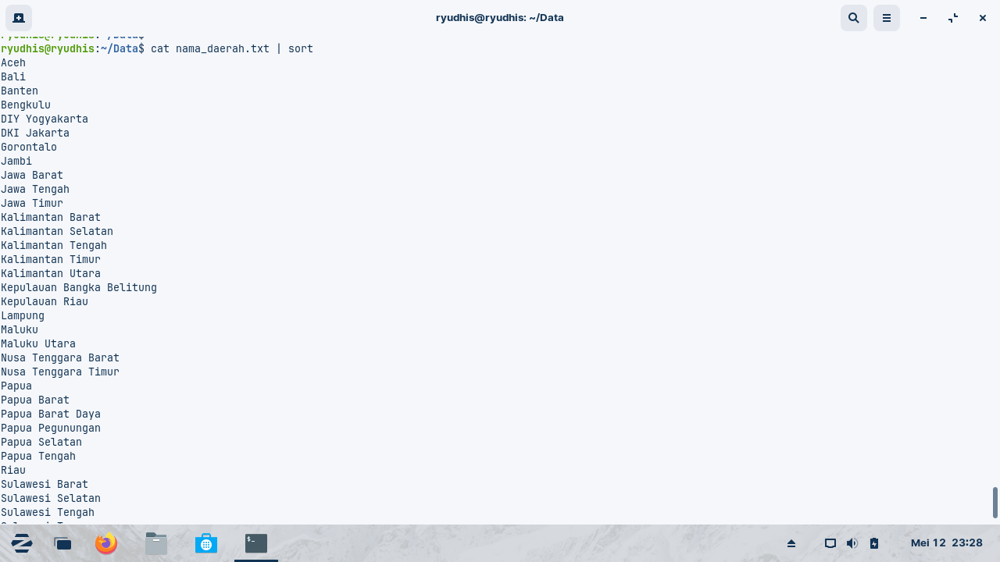 ryudhis@ryudhis: ~/Data
ryudhis@ryudhis:~/Data$
ryudhis@ryudhis:~/Data$ cat nama_daerah.txt | sort
Aceh
Bali
Banten
Bengkulu
DIY Yogyakarta
DKI Jakarta
Gorontalo
Jambi
Jawa Barat
Jawa Tengah
Jawa Timur
Kalimantan Barat
Kalimantan Selatan
Kalimantan Tengah
Kalimantan Timur
Kalimantan Utara
Kepulauan Bangka Belitung
Kepulauan Riau
Lampung
Maluku
Maluku Utara
Nusa Tenggara Barat
Nusa Tenggara Timur
Papua
Papua Barat
Papua Barat Daya
Papua Pegunungan
Papua Selatan
Papua Tengah
Riau
Sulawesi Barat
Sulawesi Selatan
Sulawesi Tengah
Mei 12 23:28